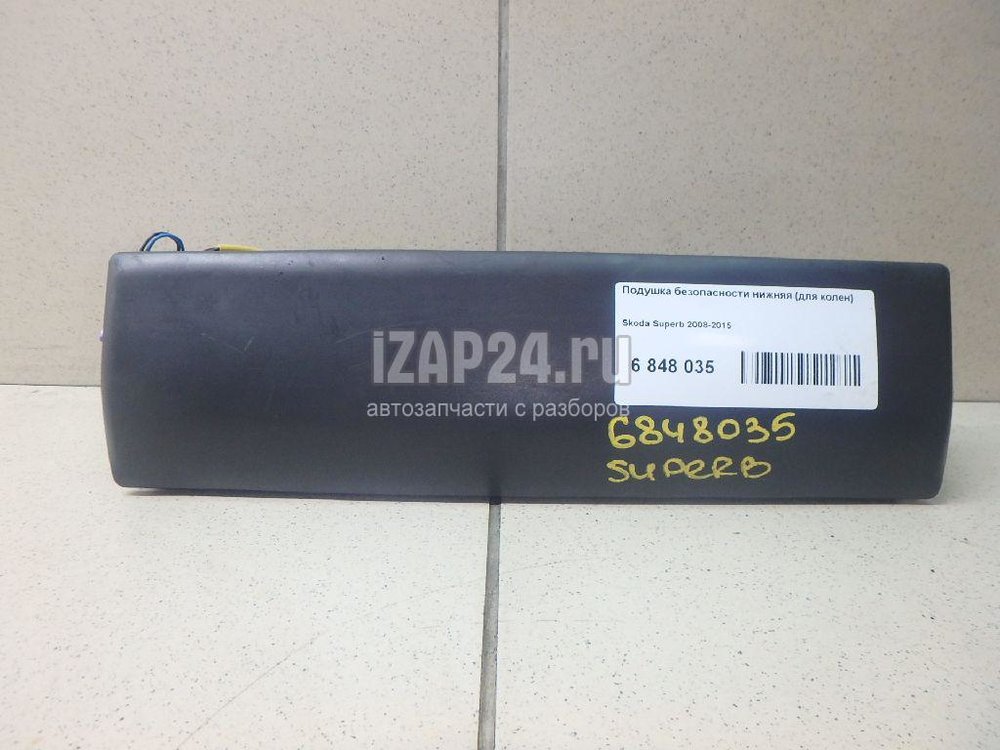 Подушка безопасности нижняя (для колен)
Skoda Superb 2008-2015
6 848 035
iZAP24.ru
автозапчасти с разборов
6848035
SUPERB